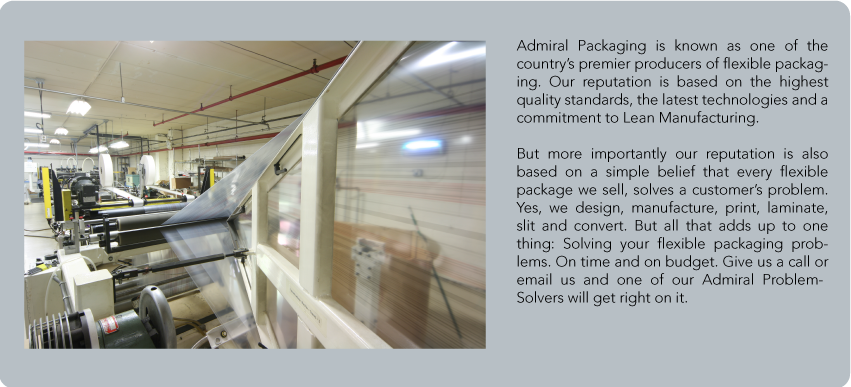 Admiral Packaging is known as one of the
country's premier producers of flexible packag-
ing. Our reputation is based on the highest
quality standards, the latest technologies and a
commitment to Lean Manufacturing.
But more importantly our reputation is also
based on a simple belief that every flexible
package we sell, solves a customer's problem.
Yes, we design, manufacture, print, laminate,
slit and convert. But all that adds up to one
thing: Solving your flexible packaging prob-
lems. On time and on budget. Give us a call or
email us and one of our Admiral Problem-
Solvers will get right on it.